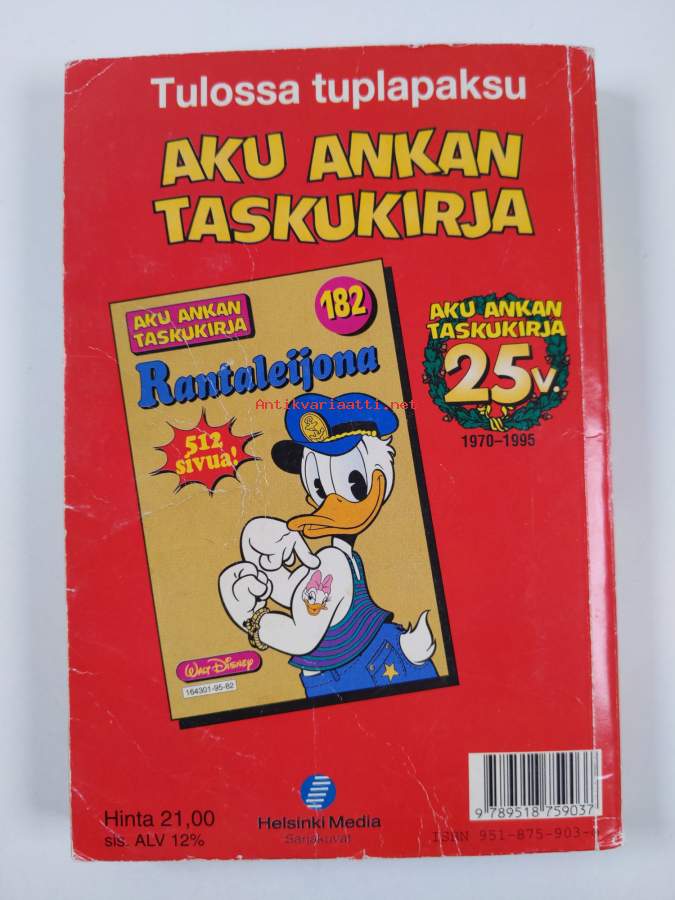 Tulossa tuplapaksu
AKU ANKAN
TASKUKIRJA
AKU ANKAN
TASKUKIRJA
182
Rantaleijona
512
sivua!
Walt Disney
164301-95-82
AKU ANKAN
TASKUKIRJA
25v.
1970–1995
Antikvariaatti.net
Hinta 21,00
sis. ALV 12%
Helsinki Media
Sarjakuvat
9 789518 759037
ISBN 951-875-903-